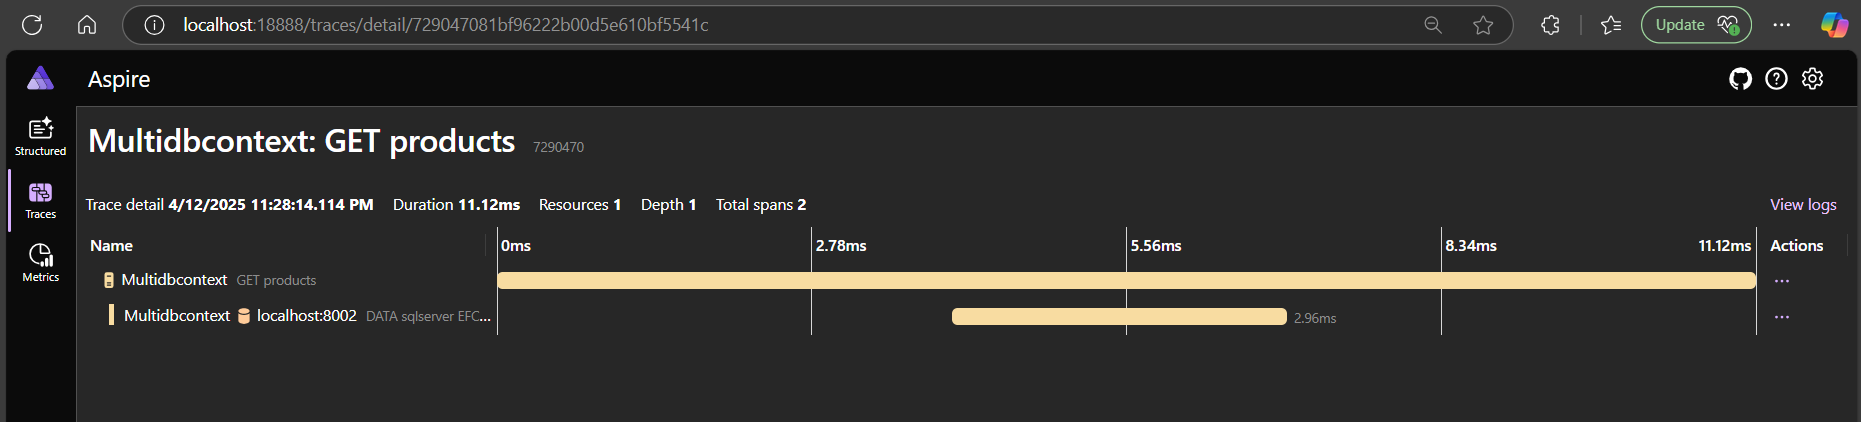 localhost:18888/traces/detail/729047081bf96222b00d5e610bf5541c
Update
Aspire
Structured
Traces
Metrics
Multidbcontext: GET products 7290470
Trace detail 4/12/2025 11:28:14.114 PM Duration 11.12ms Resources 1 Depth 1 Total spans 2 View logs
Name 0ms 2.78ms 5.56ms 8.34ms 11.12ms Actions
Multidbcontext GET products
Multidbcontext localhost:8002 DATA sqlserver EFC... 2.96ms